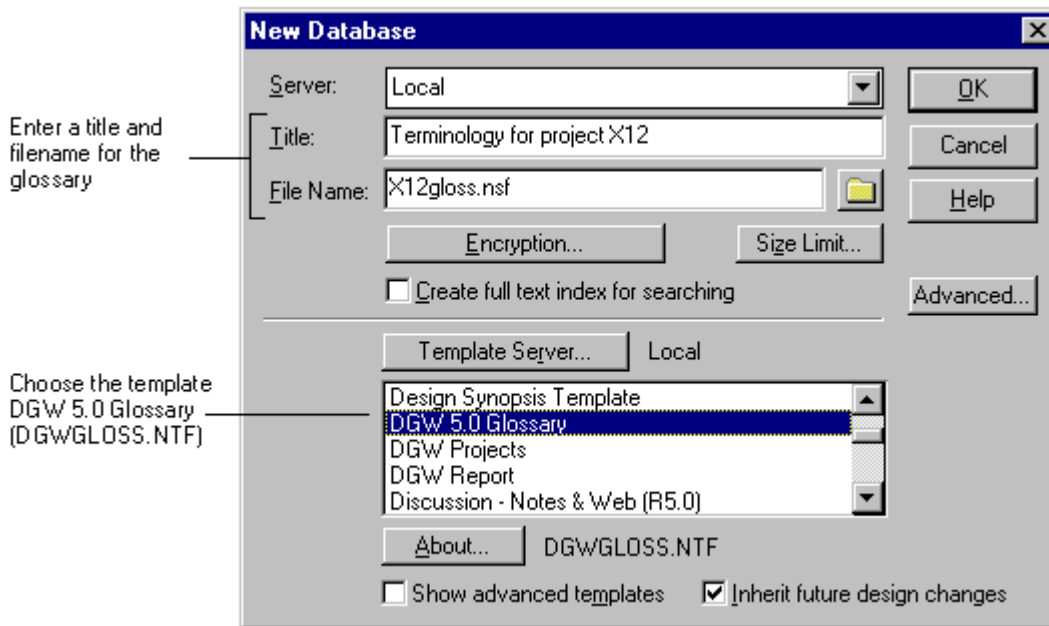 New Database
Server:
Local
OK
Enter a title and
filename for the
glossary
Title:
Terminology for project X12
Cancel
File Name:
X12gloss.nsf
Help
Encryption...
Size Limit...
Create full text index for searching
Advanced...
Template Server...
Local
Choose the template
DGW 5.0 Glossary
(DGWGLOSS.NTF)
Design Synopsis Template
DGW 5.0 Glossary
DGW Projects
DGW Report
Discussion - Notes & Web (R5.0)
About...
DGWGLOSS.NTF
Show advanced templates
Inherit future design changes